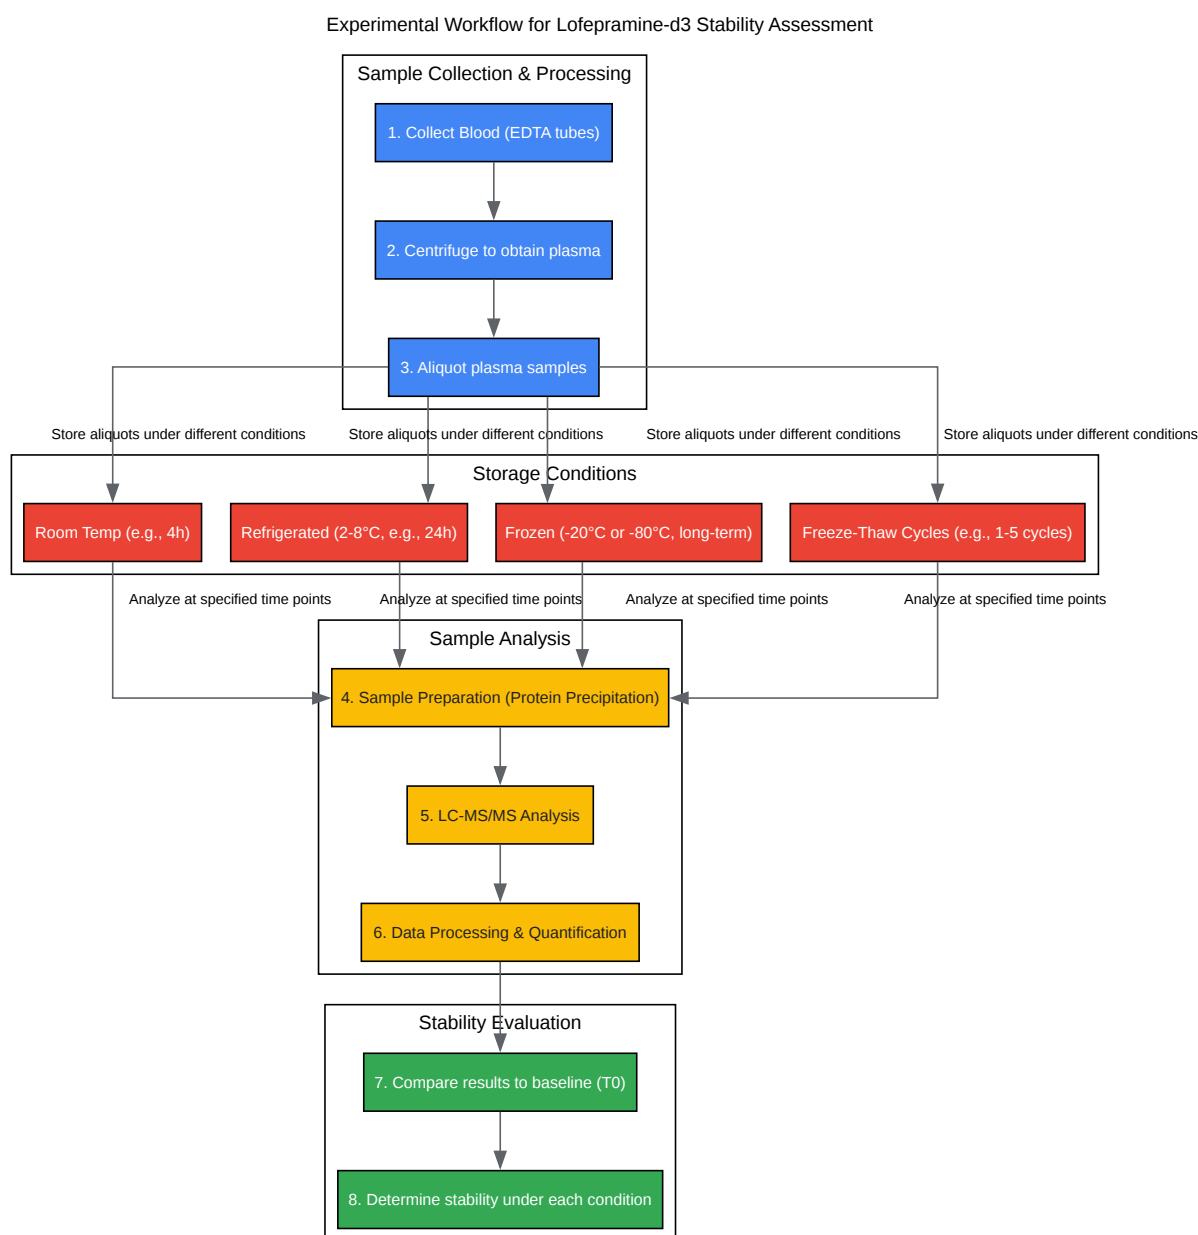 Experimental Workflow for Lofepramine-d3 Stability Assessment
Sample Collection & Processing
1. Collect Blood (EDTA tubes)
2. Centrifuge to obtain plasma
3. Aliquot plasma samples
Store aliquots under different conditions
Store aliquots under different conditions
Store aliquots under different conditions
Store aliquots under different conditions
Storage Conditions
Room Temp (e.g., 4h)
Refrigerated (2-8°C, e.g., 24h)
Frozen (-20°C or -80°C, long-term)
Freeze-Thaw Cycles (e.g., 1-5 cycles)
Analyze at specified time points
Analyze at specified time points
Analyze at specified time points
Analyze at specified time points
Sample Analysis
4. Sample Preparation (Protein Precipitation)
5. LC-MS/MS Analysis
6. Data Processing & Quantification
Stability Evaluation
7. Compare results to baseline (T0)
8. Determine stability under each condition